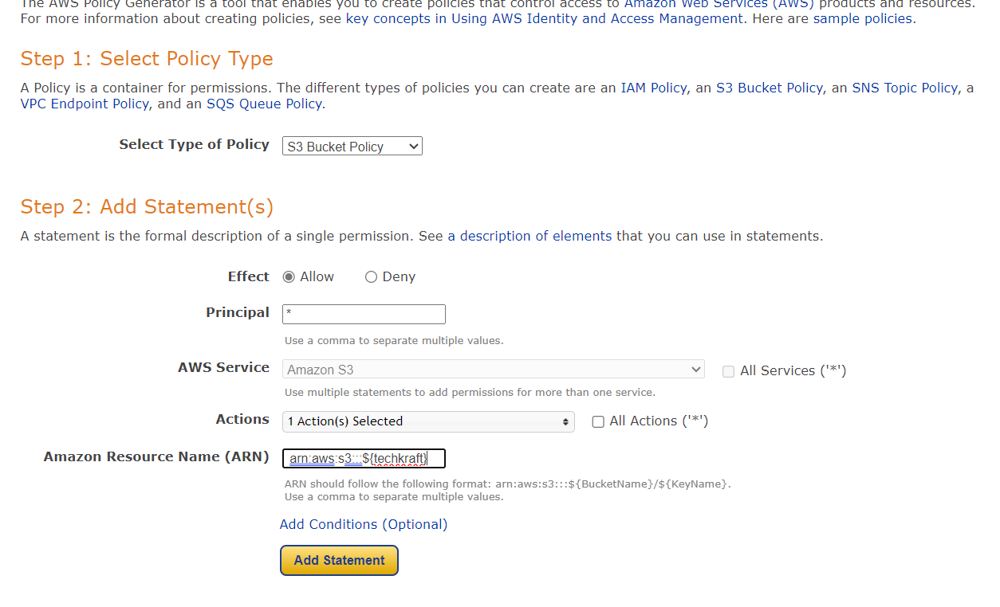 The AWS Policy Generator is a tool that enables you to create policies that control access to Amazon Web Services (AWS) products and resources.
For more information about creating policies, see key concepts in Using AWS Identity and Access Management. Here are sample policies.
Step 1: Select Policy Type
A Policy is a container for permissions. The different types of policies you can create are an IAM Policy, an S3 Bucket Policy, an SNS Topic Policy, a
VPC Endpoint Policy, and an SQS Queue Policy.
Select Type of Policy S3 Bucket Policy
Step 2: Add Statement(s)
A statement is the formal description of a single permission. See a description of elements that you can use in statements.
Effect Allow Deny
Principal *
Use a comma to separate multiple values.
AWS Service Amazon S3 All Services ('*')
Use multiple statements to add permissions for more than one service.
Actions 1 Action(s) Selected All Actions ('*')
Amazon Resource Name (ARN) arn:aws:s3:::${techkraft}
ARN should follow the following format: arn:aws:s3:::${BucketName}/${KeyName}.
Use a comma to separate multiple values.
Add Conditions (Optional)
Add Statement